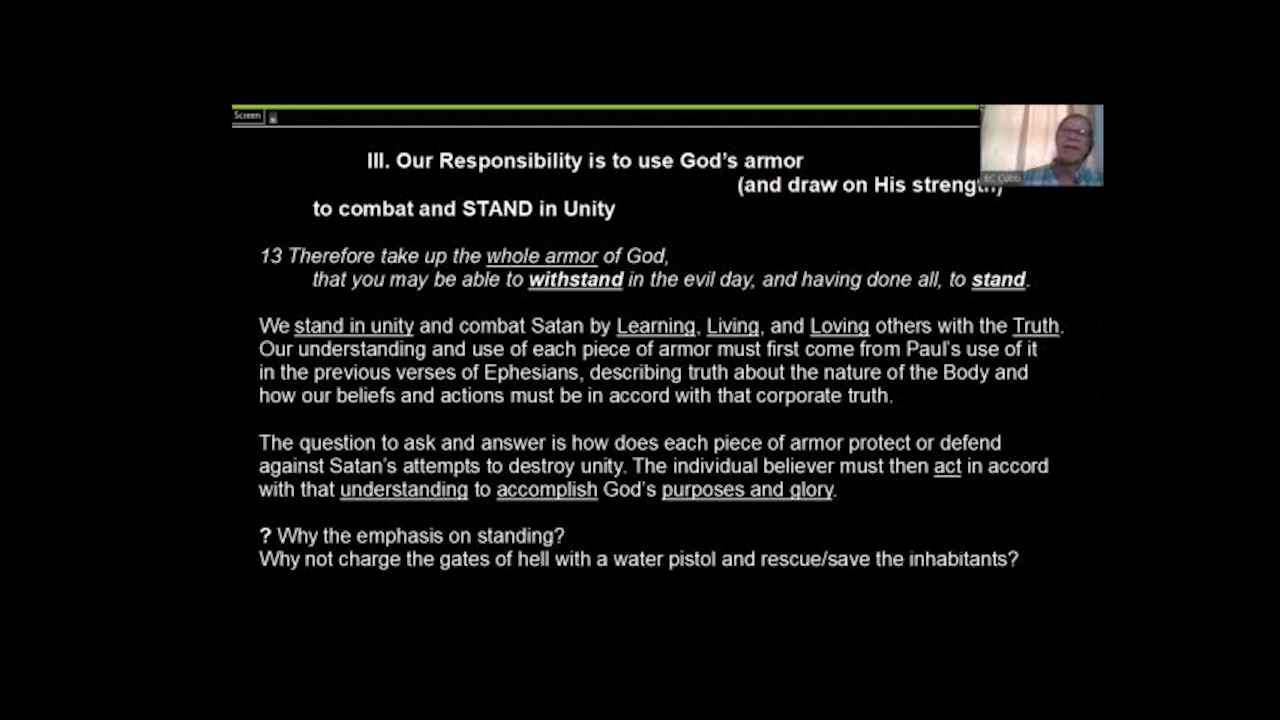 Screen
III. Our Responsibility is to use God's armor
(and draw on His strength)
to combat and STAND in Unity
13 Therefore take up the whole armor of God,
that you may be able to withstand in the evil day, and having done all, to stand.
We stand in unity and combat Satan by Learning, Living, and Loving others with the Truth.
Our understanding and use of each piece of armor must first come from Paul's use of it
in the previous verses of Ephesians, describing truth about the nature of the Body and
how our beliefs and actions must be in accord with that corporate truth.
The question to ask and answer is how does each piece of armor protect or defend
against Satan's attempts to destroy unity. The individual believer must then act in accord
with that understanding to accomplish God's purposes and glory.
? Why the emphasis on standing?
Why not charge the gates of hell with a water pistol and rescue/save the inhabitants?